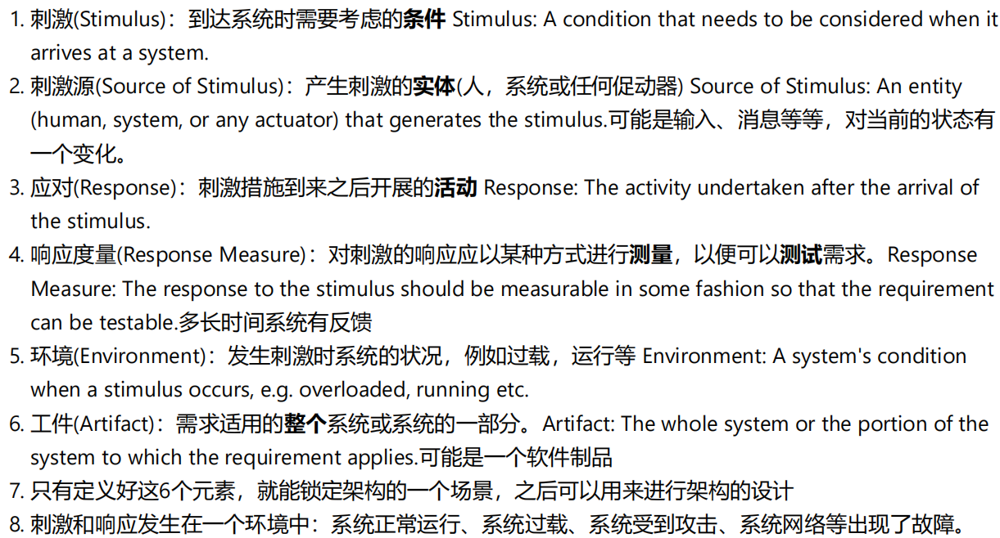 1. 刺激(Stimulus)：到达系统时需要考虑的条件 Stimulus: A condition that needs to be considered when it
arrives at a system.
2. 刺激源(Source of Stimulus)：产生刺激的实体(人，系统或任何促动器) Source of Stimulus: An entity
(human, system, or any actuator) that generates the stimulus.可能是输入、消息等等，对当前的状态有
一个变化。
3. 应对(Response)：刺激措施到来之后开展的活动 Response: The activity undertaken after the arrival of
the stimulus.
4. 响应度量(Response Measure)：对刺激的响应应以某种方式进行测量，以便可以测试需求。Response
Measure: The response to the stimulus should be measurable in some fashion so that the requirement
can be testable.多长时间系统有反馈
5. 环境(Environment)：发生刺激时系统的状况，例如过载，运行等 Environment: A system's condition
when a stimulus occurs, e.g. overloaded, running etc.
6. 工件(Artifact)：需求适用的整个系统或系统的一部分。Artifact: The whole system or the portion of the
system to which the requirement applies.可能是一个软件制品
7. 只有定义好这6个元素，就能锁定架构的一个场景，之后可以用来进行架构的设计
8. 刺激和响应发生在一个环境中：系统正常运行、系统过载、系统受到攻击、系统网络等出现了故障。